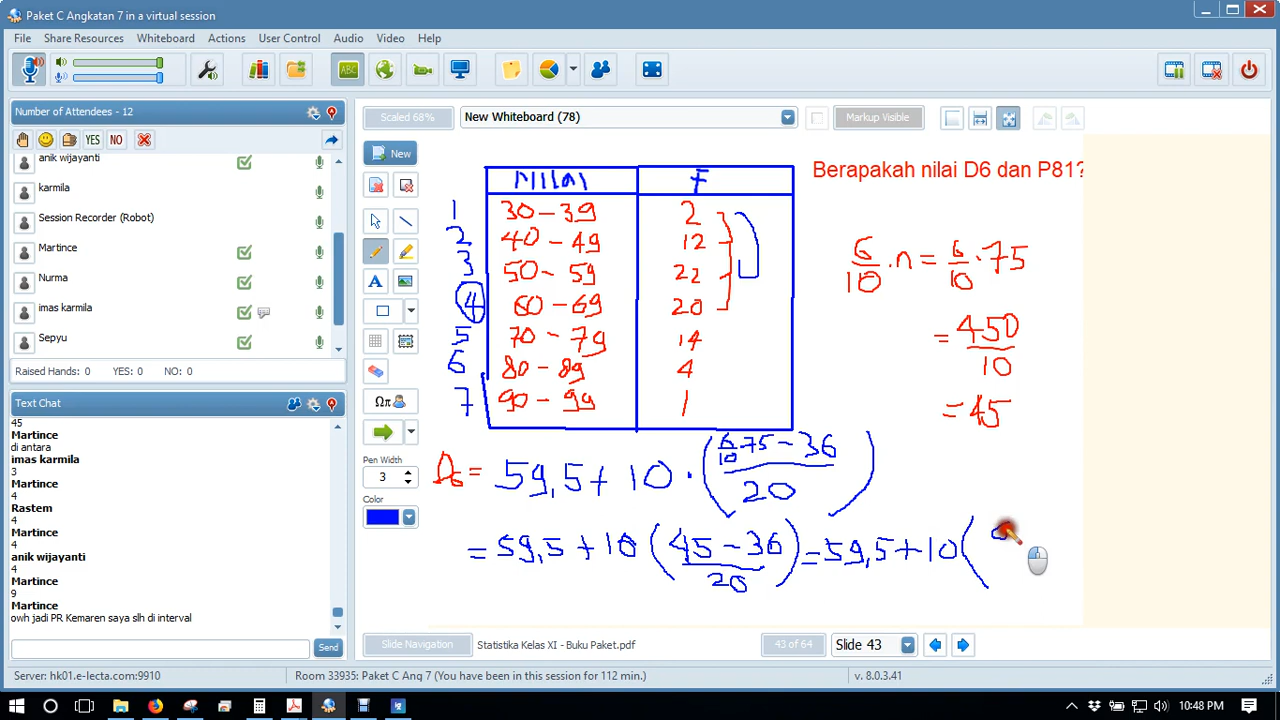 Paket C Angkatan 7 in a virtual session
File Share Resources Whiteboard Actions User Control Audio Video Help
ABC
Scaled 68%
New Whiteboard (78)
Markup Visible
Number of Attendees - 12
YES NO
anik wijayanti
karmila
Session Recorder (Robot)
Martince
Nurma
imas karmila
Sepyu
Raised Hands: 0 YES: 0 NO: 0
Text Chat
45
Martince
di antara
imas karmila
3
Martince
4
Rastem
4
Martince
4
anik wijayanti
9
Martince
owh jadi PR Kemaren saya slh di interval
Send
New
A
Ωπ
Pen Width
3
Color
Berapakah nilai D6 dan P81?
Nilai F
1 30-39 2
2 40-49 12
3 50-59 22
4 60-69 20
5 70-79 14
6 80-89 4
7 90-99 1
6/10 . n = 6/10 . 75
= 450/10
= 45
D6 = 59,5 + 10 . (6/10 . 75 - 36 / 20)
= 59,5 + 10 (45 - 36 / 20) = 59,5 + 10 (
Slide Navigation
Statistika Kelas XI - Buku Paket.pdf
43 of 64
Slide 43
Server: hk01.e-lecta.com:9910
Room 33935: Paket C Ang 7 (You have been in this session for 112 min.)
v. 8.0.3.41
10:48 PM